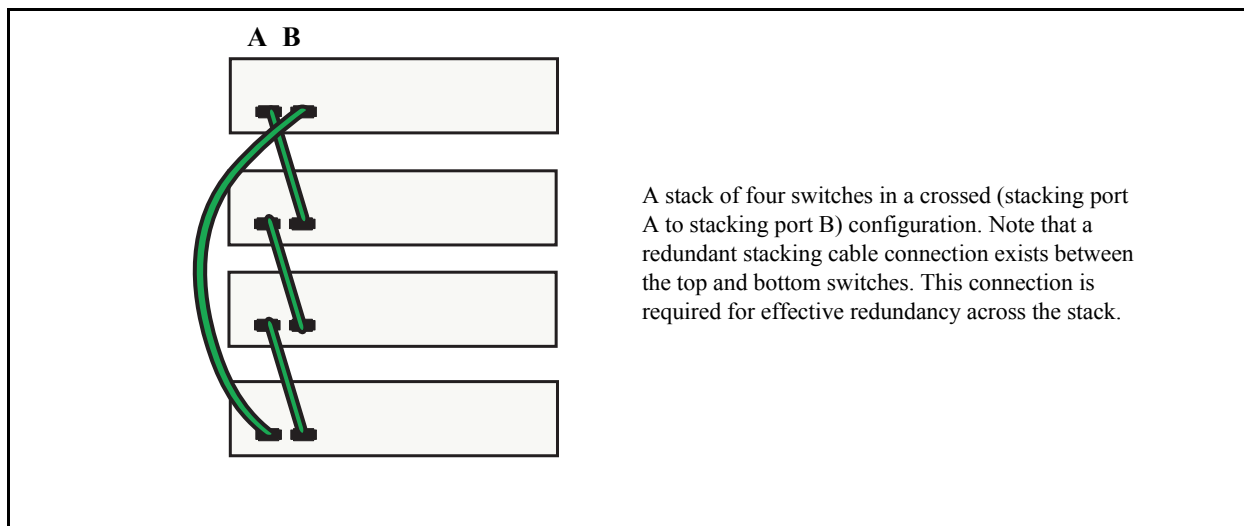 A B
A stack of four switches in a crossed (stacking port
A to stacking port B) configuration. Note that a
redundant stacking cable connection exists between
the top and bottom switches. This connection is
required for effective redundancy across the stack.